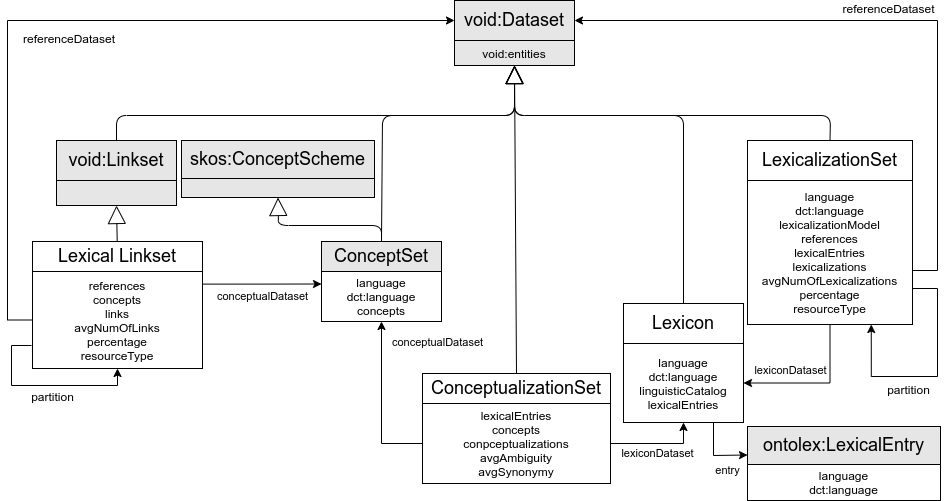 void:Dataset
void:entities
referenceDataset
referenceDataset
void:Linkset
skos:ConceptScheme
LexicalizationSet
language
dct:language
lexicalizationModel
references
lexicalEntries
lexicalizations
avgNumOfLexicalizations
percentage
resourceType
Lexical Linkset
references
concepts
links
avgNumOfLinks
percentage
resourceType
conceptualDataset
ConceptSet
language
dct:language
concepts
partition
conceptualDataset
ConceptualizationSet
lexicalEntries
concepts
conpceptualizations
avgAmbiguity
avgSynonymy
lexiconDataset
Lexicon
language
dct:language
linguisticCatalog
lexicalEntries
lexiconDataset
partition
entry
ontolex:LexicalEntry
language
dct:language